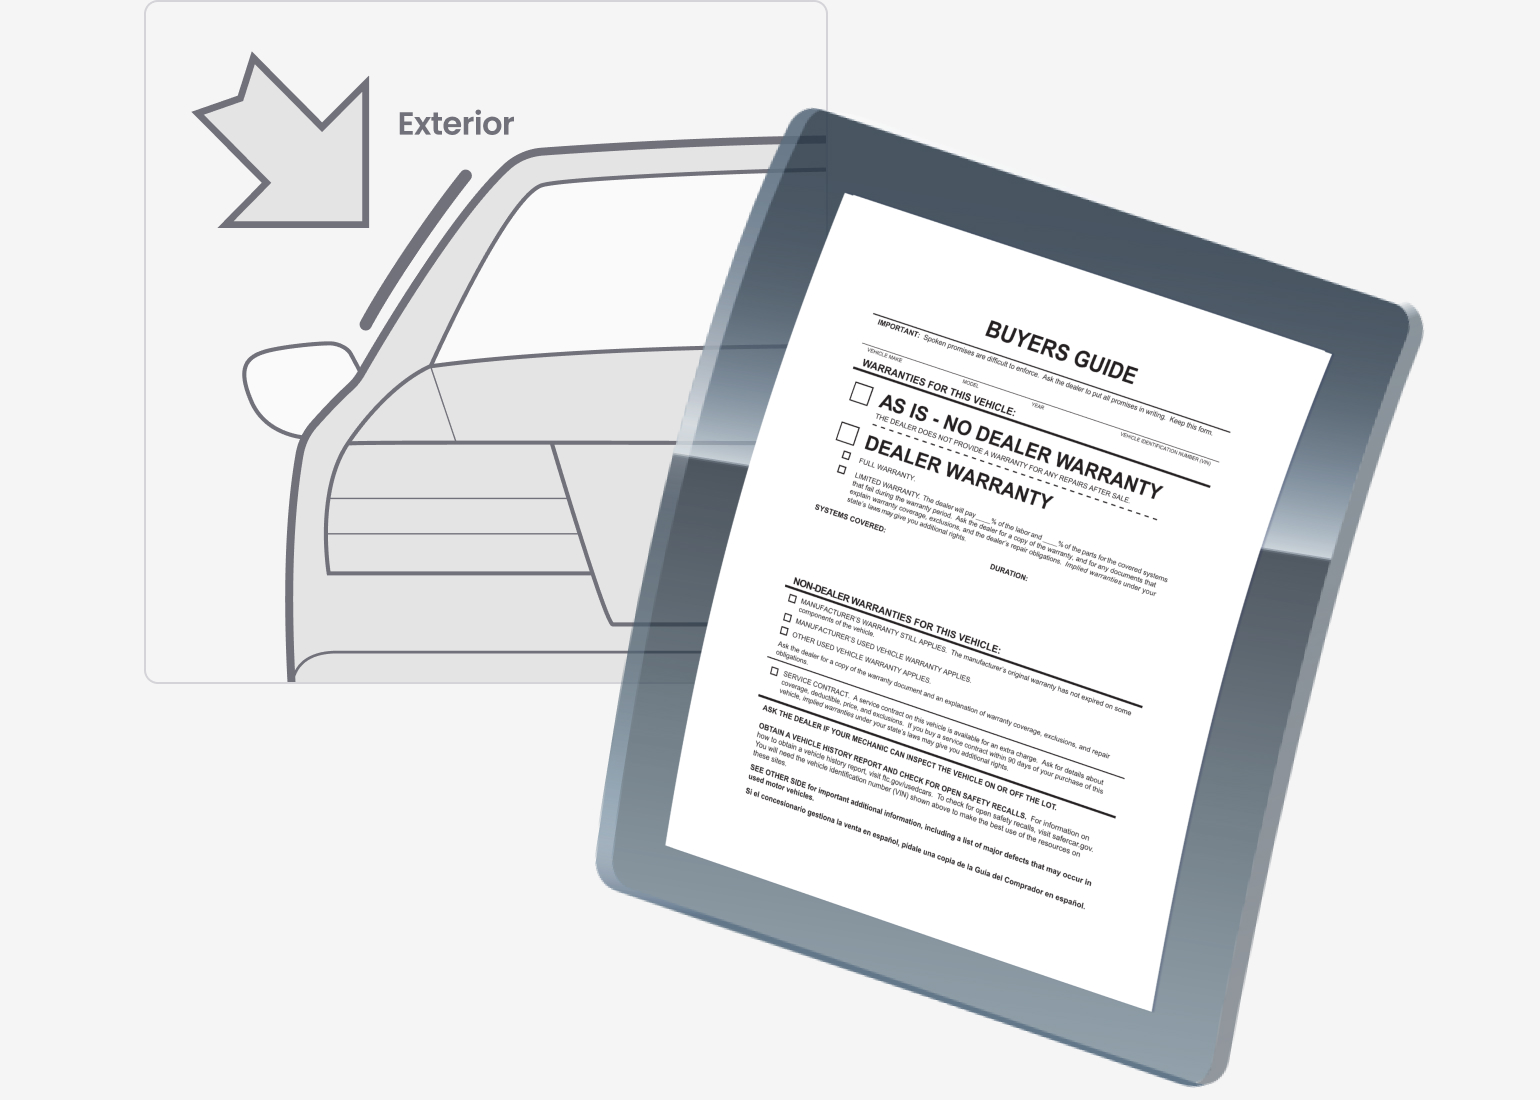 Exterior
BUYERS GUIDE
IMPORTANT: Spoken promises are difficult to enforce. Ask the dealer to put all promises in writing. Keep this form.
VEHICLE MAKE MODEL YEAR VEHICLE IDENTIFICATION NUMBER (VIN)
WARRANTIES FOR THIS VEHICLE:
AS IS - NO DEALER WARRANTY
THE DEALER DOES NOT PROVIDE A WARRANTY FOR ANY REPAIRS AFTER SALE.
DEALER WARRANTY
FULL WARRANTY.
LIMITED WARRANTY. The dealer will pay ____% of the labor and ____% of the parts for the covered systems
that fail during the warranty period. Ask the dealer for a copy of the warranty, and for any documents that
explain warranty coverage, exclusions, and the dealer's repair obligations. Implied warranties under your
state's laws may give you additional rights.
SYSTEMS COVERED:
DURATION:
NON-DEALER WARRANTIES FOR THIS VEHICLE:
MANUFACTURER'S WARRANTY STILL APPLIES. The manufacturer's original warranty has not expired on some
components of the vehicle.
MANUFACTURER'S USED VEHICLE WARRANTY APPLIES.
OTHER USED VEHICLE WARRANTY APPLIES.
Ask the dealer for a copy of the warranty document and an explanation of warranty coverage, exclusions, and repair
obligations.
SERVICE CONTRACT. A service contract on this vehicle is available for an extra charge. Ask for details about
coverage, deductible, price, and exclusions. If you buy a service contract within 90 days of your purchase of this
vehicle, implied warranties under your state's laws may give you additional rights.
ASK THE DEALER IF YOUR MECHANIC CAN INSPECT THE VEHICLE ON OR OFF THE LOT.
OBTAIN A VEHICLE HISTORY REPORT AND CHECK FOR OPEN SAFETY RECALLS. For information on
how to obtain a vehicle history report, visit ftc.gov/usedcars. To check for open safety recalls, visit safercar.gov.
You will need the vehicle identification number (VIN) shown above to make the best use of the resources on
these sites.
SEE OTHER SIDE for important additional information, including a list of major defects that may occur in
used motor vehicles.
Si el concesionario gestiona la venta en español, pídale una copia de la Guía del Comprador en español.